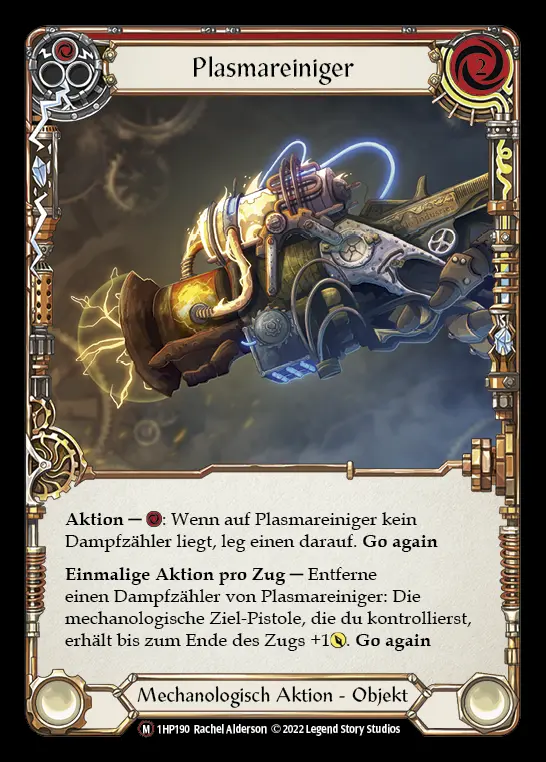 Plasmareiniger
2
Industries
Aktion — : Wenn auf Plasmareiniger kein
Dampfzähler liegt, leg einen darauf. Go again
Einmalige Aktion pro Zug — Entferne
einen Dampfzähler von Plasmareiniger: Die
mechanologische Ziel-Pistole, die du kontrollierst,
erhält bis zum Ende des Zugs +1. Go again
Mechanologisch Aktion - Objekt
M 1HP190 Rachel Alderson © 2022 Legend Story Studios